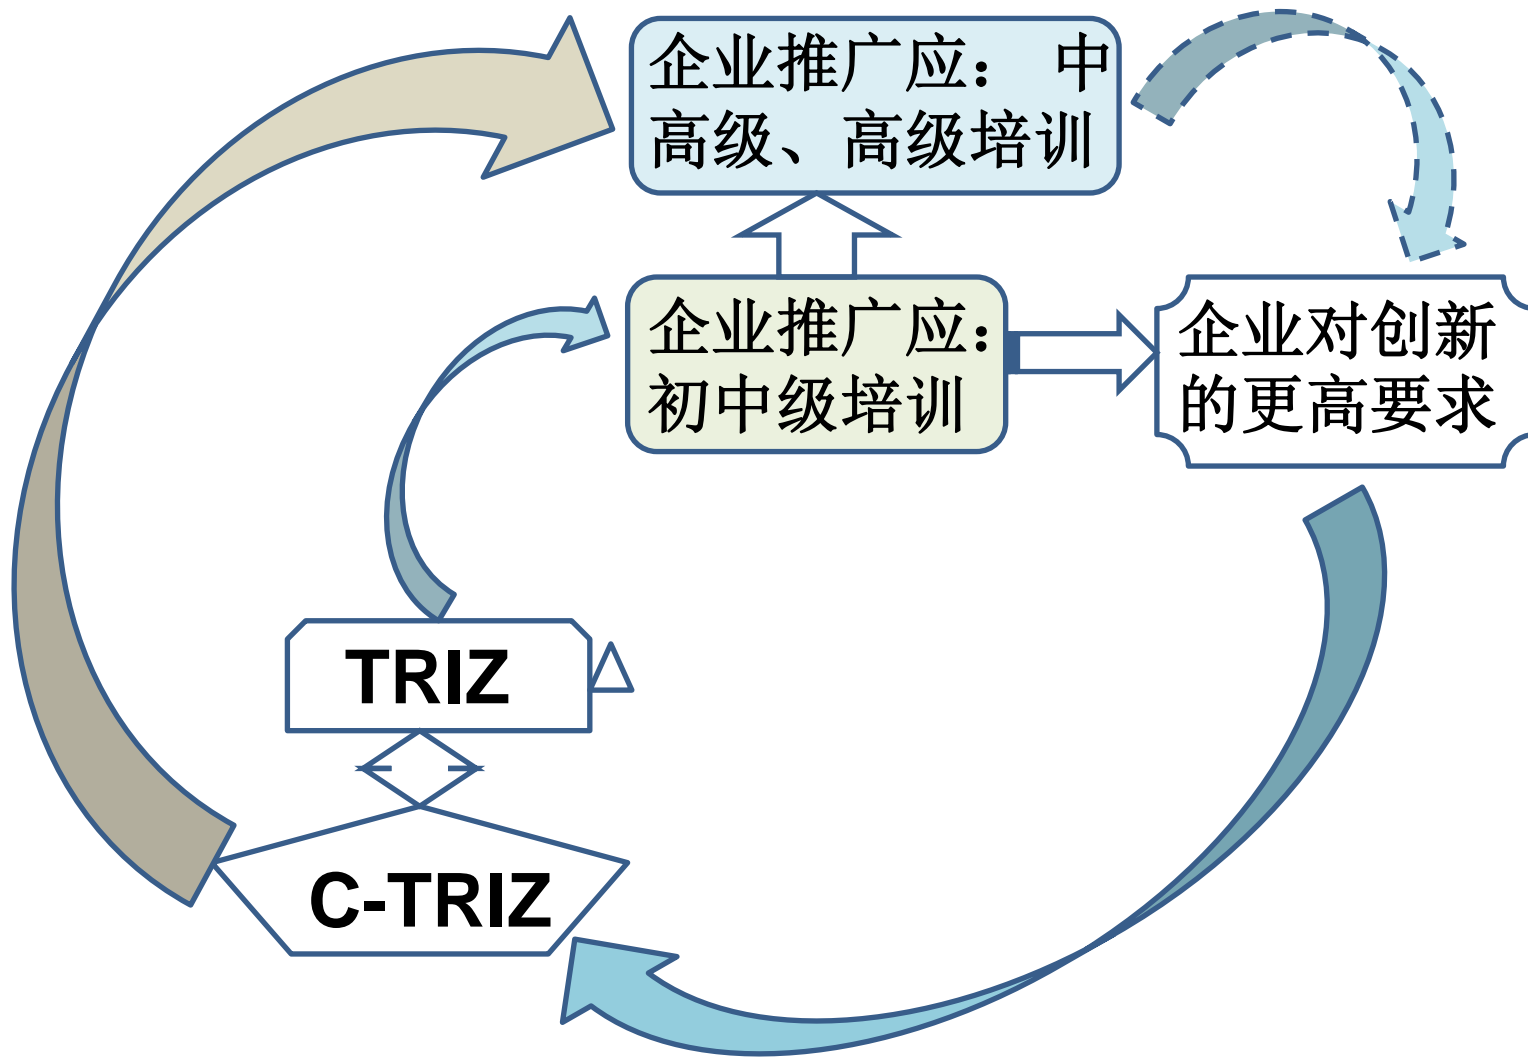 企业推广应： 中
高级、高级培训
企业推广应：
初中级培训
企业对创新
的更高要求
TRIZ
C-TRIZ